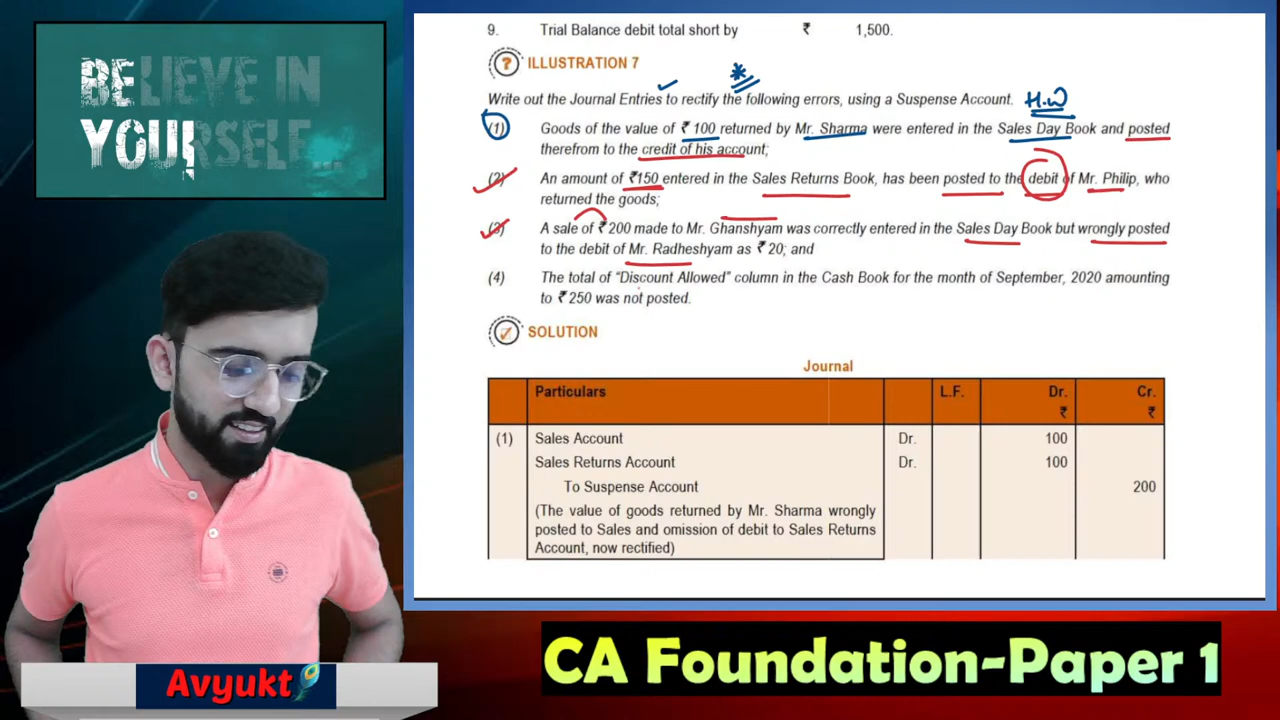 BELIEVE IN
YOURSELF...
9. Trial Balance debit total short by ₹ 1,500.
? ILLUSTRATION 7
Write out the Journal Entries to rectify the following errors, using a Suspense Account. H.W
(1) Goods of the value of ₹ 100 returned by Mr. Sharma were entered in the Sales Day Book and posted
therefrom to the credit of his account;
(2) An amount of ₹150 entered in the Sales Returns Book, has been posted to the debit of Mr. Philip, who
returned the goods;
(3) A sale of ₹ 200 made to Mr. Ghanshyam was correctly entered in the Sales Day Book but wrongly posted
to the debit of Mr. Radheshyam as ₹ 20; and
(4) The total of “Discount Allowed” column in the Cash Book for the month of September, 2020 amounting
to ₹ 250 was not posted.
SOLUTION
Journal
Particulars L.F. Dr. Cr.
₹ ₹
(1) Sales Account Dr. 100
Sales Returns Account Dr. 100
To Suspense Account 200
(The value of goods returned by Mr. Sharma wrongly
posted to Sales and omission of debit to Sales Returns
Account, now rectified)
Avyukt
CA Foundation-Paper 1